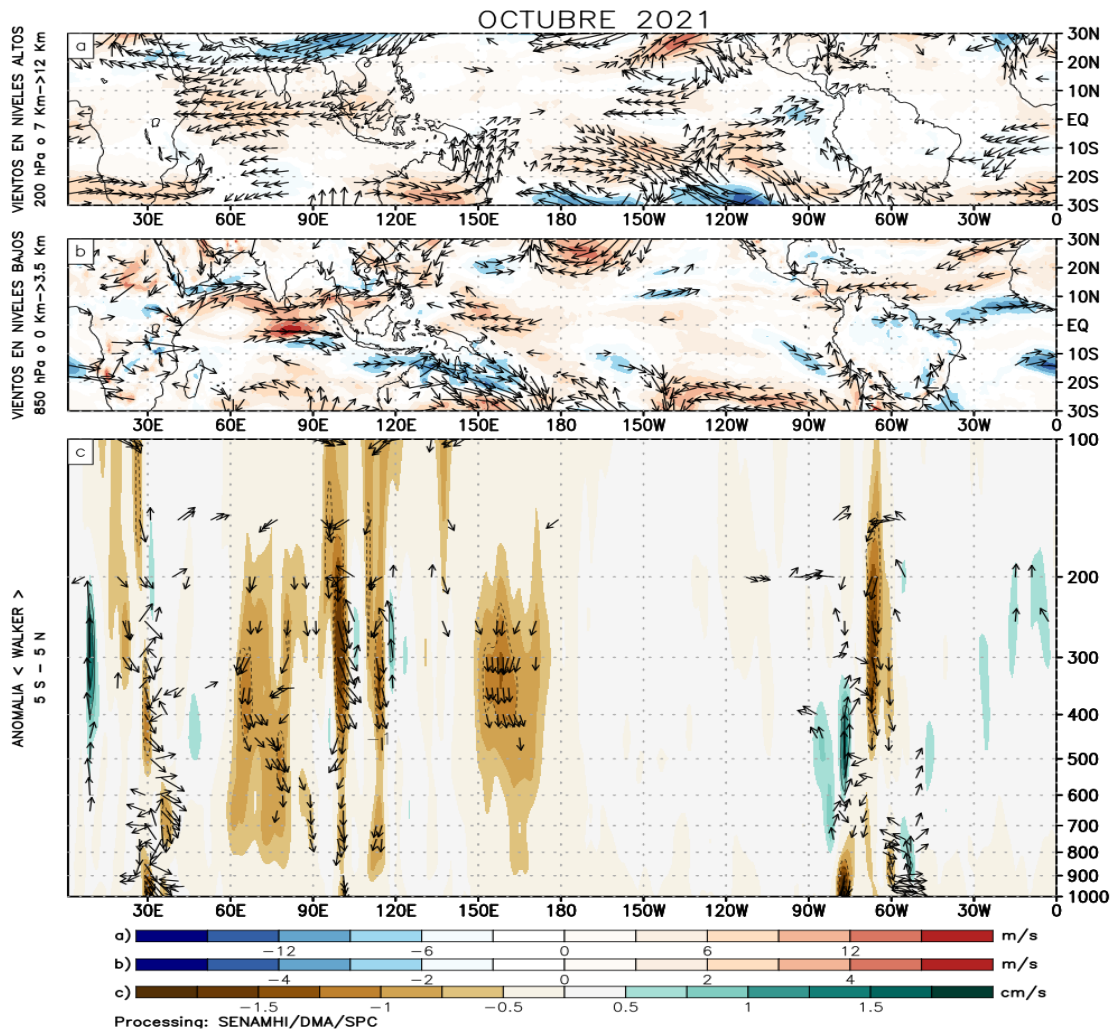 OCTUBRE 2021
VIENTOS EN NIVELES ALTOS
200 hPa o 7 Km->12 Km
a
30N
20N
10N
EQ
10S
20S
30S
30E 60E 90E 120E 150E 180 150W 120W 90W 60W 30W 0
VIENTOS EN NIVELES BAJOS
850 hPa o 0 Km->3.5 Km
b
30N
20N
10N
EQ
10S
20S
30S
30E 60E 90E 120E 150E 180 150W 120W 90W 60W 30W 0
ANOMALIA < WALKER >
5 S - 5 N
c
100
200
300
400
500
600
700
800
900
1000
30E 60E 90E 120E 150E 180 150W 120W 90W 60W 30W 0
a) m/s
-12 -6 0 6 12
b) m/s
-4 -2 0 2 4
c) cm/s
-1.5 -1 -0.5 0.5 1 1.5
Processing: SENAMHI/DMA/SPC